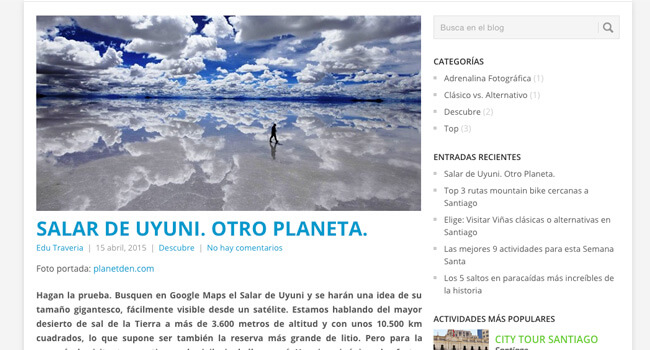 SALAR DE UYUNI. OTRO PLANETA.
Edu Traveria | 15 abril, 2015 | Descubre | No hay comentarios
Foto portada: planetden.com
Hagan la prueba. Busquen en Google Maps el Salar de Uyuni y se harán una idea de su
tamaño gigantesco, fácilmente visible desde un satélite. Estamos hablando del mayor
desierto de sal de la Tierra a más de 3.600 metros de altitud y con unos 10.500 km
cuadrados, lo que supone ser también la reserva más grande de litio. Pero para la
Busca en el blog
CATEGORÍAS
Adrenalina Fotográfica (1)
Clásico vs. Alternativo (1)
Descubre (2)
Top (3)
ENTRADAS RECIENTES
Salar de Uyuni. Otro Planeta.
Top 3 rutas mountain bike cercanas a
Santiago
Elige: Visitar Viñas clásicas o alternativas en
Santiago
Las mejores 9 actividades para esta Semana
Santa
Los 5 saltos en paracaídas más increíbles de
la historia
ACTIVIDADES MÁS POPULARES
CITY TOUR SANTIAGO
Santiago